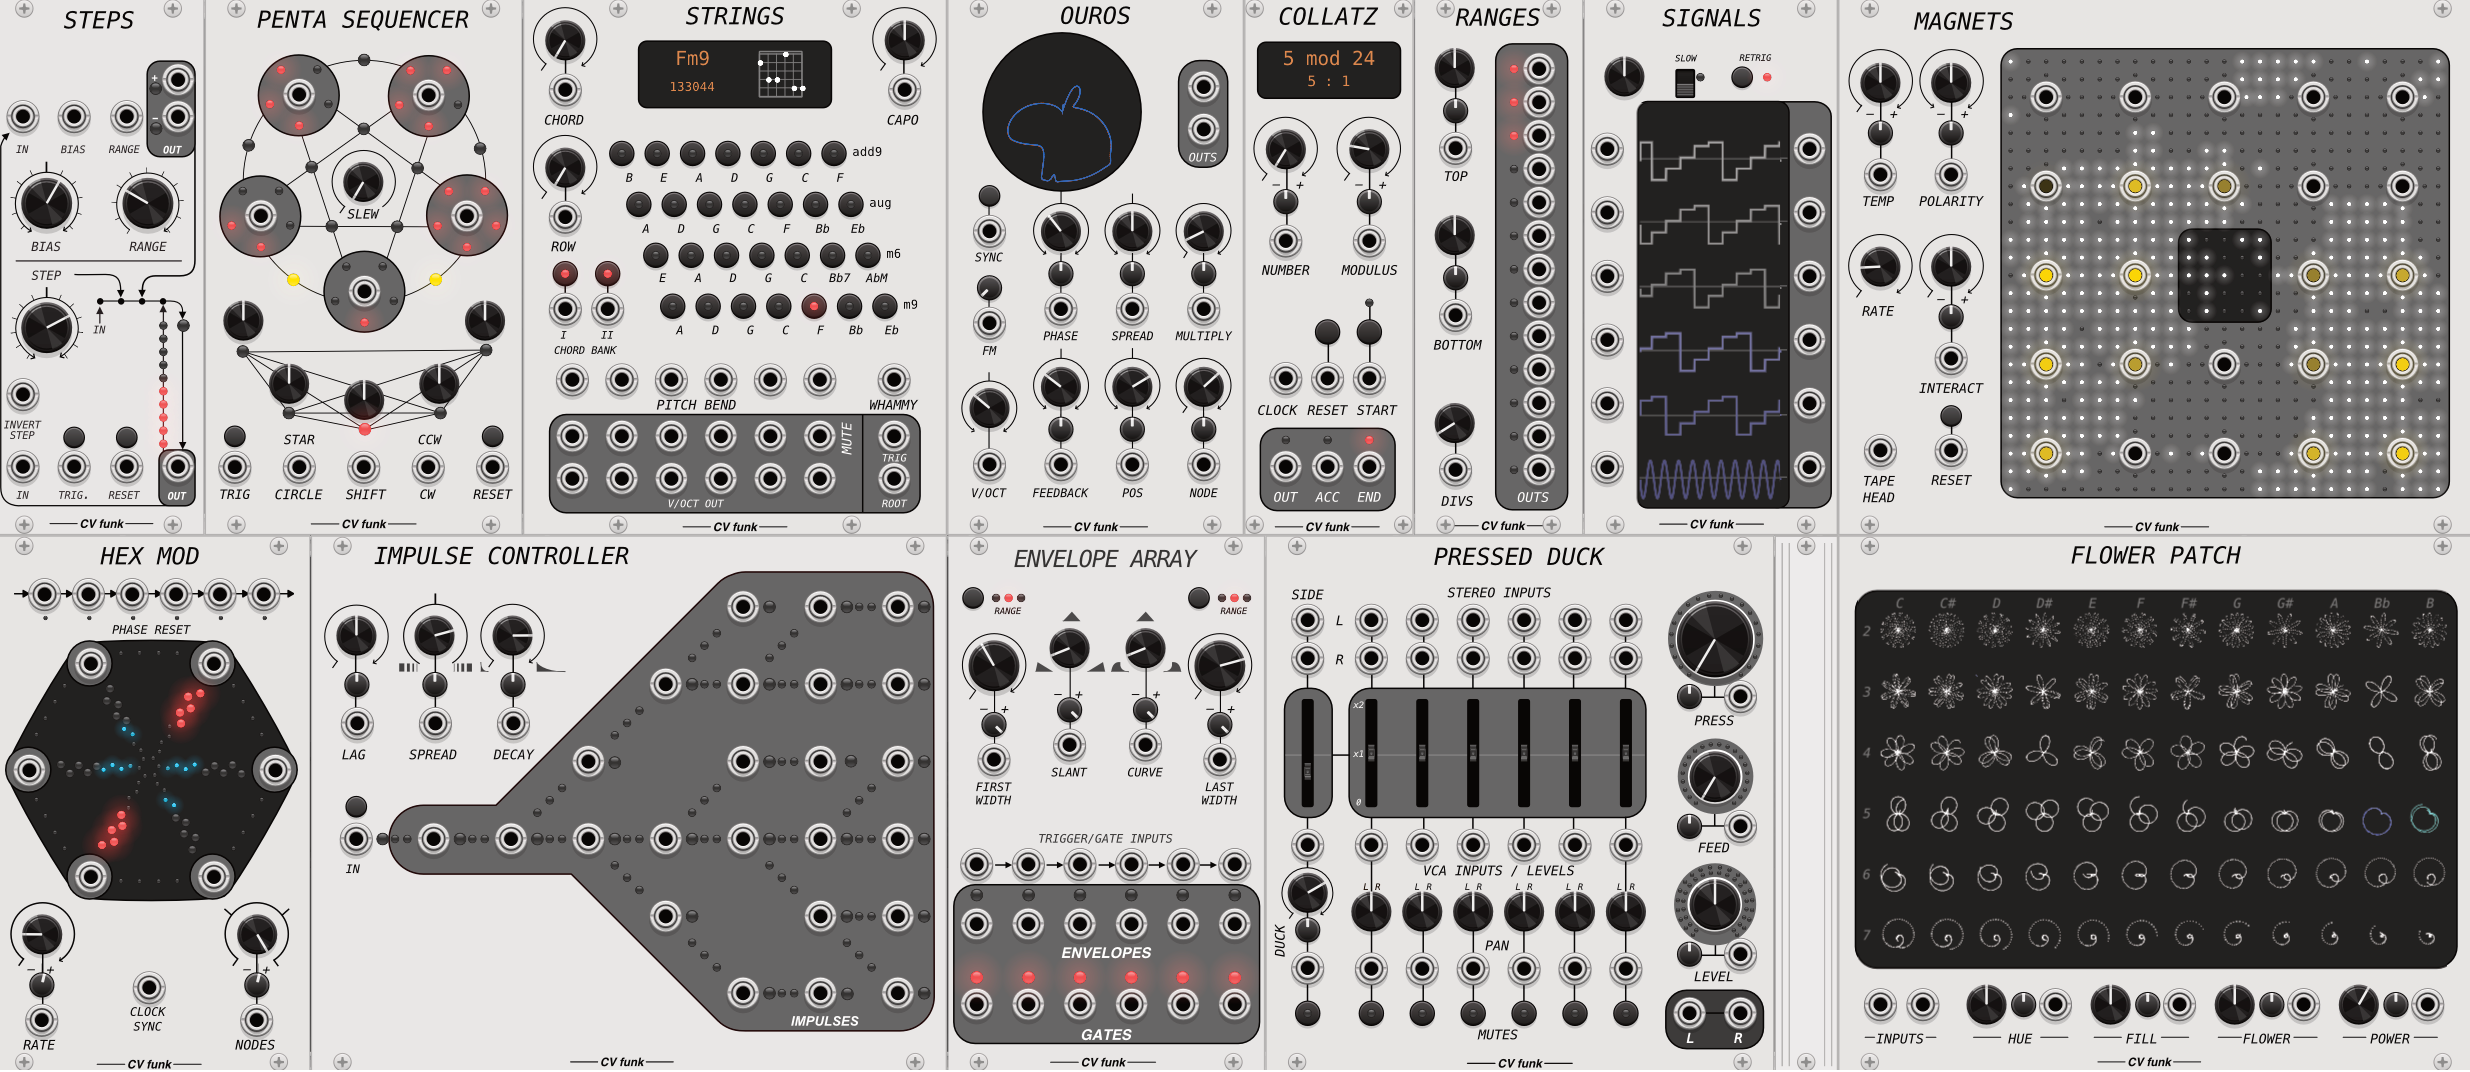 STEPS
+
−
IN BIAS RANGE OUT
BIAS RANGE
STEP
IN
INVERT
STEP
IN TRIG. RESET OUT
CV funk
PENTA SEQUENCER
SLEW
STAR CCW
TRIG CIRCLE SHIFT CW RESET
CV funk
STRINGS
Fm9
133044
CHORD CAPO
ROW
B E A D G C F add9
A D G C F Bb Eb aug
E A D G C Bb7 AbM m6
A D G C F Bb Eb m9
I II
CHORD BANK
PITCH BEND WHAMMY
MUTE
TRIG
V/OCT OUT ROOT
CV funk
OUROS
OUTS
SYNC
FM
PHASE SPREAD MULTIPLY
V/OCT FEEDBACK POS NODE
CV funk
COLLATZ
5 mod 24
5 : 1
− + − +
NUMBER MODULUS
CLOCK RESET START
OUT ACC END
CV funk
RANGES
TOP
BOTTOM
DIVS
OUTS
CV funk
SIGNALS
SLOW RETRIG
CV funk
MAGNETS
− + − +
TEMP POLARITY
RATE
− +
INTERACT
TAPE
HEAD
RESET
CV funk
HEX MOD
PHASE RESET
− + − +
CLOCK
SYNC
RATE NODES
CV funk
IMPULSE CONTROLLER
LAG SPREAD DECAY
IN
IMPULSES
CV funk
ENVELOPE ARRAY
RANGE RANGE
− + − + − + − +
FIRST
WIDTH
SLANT CURVE
LAST
WIDTH
TRIGGER/GATE INPUTS
ENVELOPES
GATES
CV funk
PRESSED DUCK
SIDE STEREO INPUTS
L
R
x2
x1
0
VCA INPUTS / LEVELS
L R L R L R L R L R L R
DUCK
PAN
MUTES
PRESS
FEED
LEVEL
L R
CV funk
FLOWER PATCH
C C# D D# E F F# G G# A Bb B
2
3
4
5
6
7
INPUTS HUE FILL FLOWER POWER
CV funk